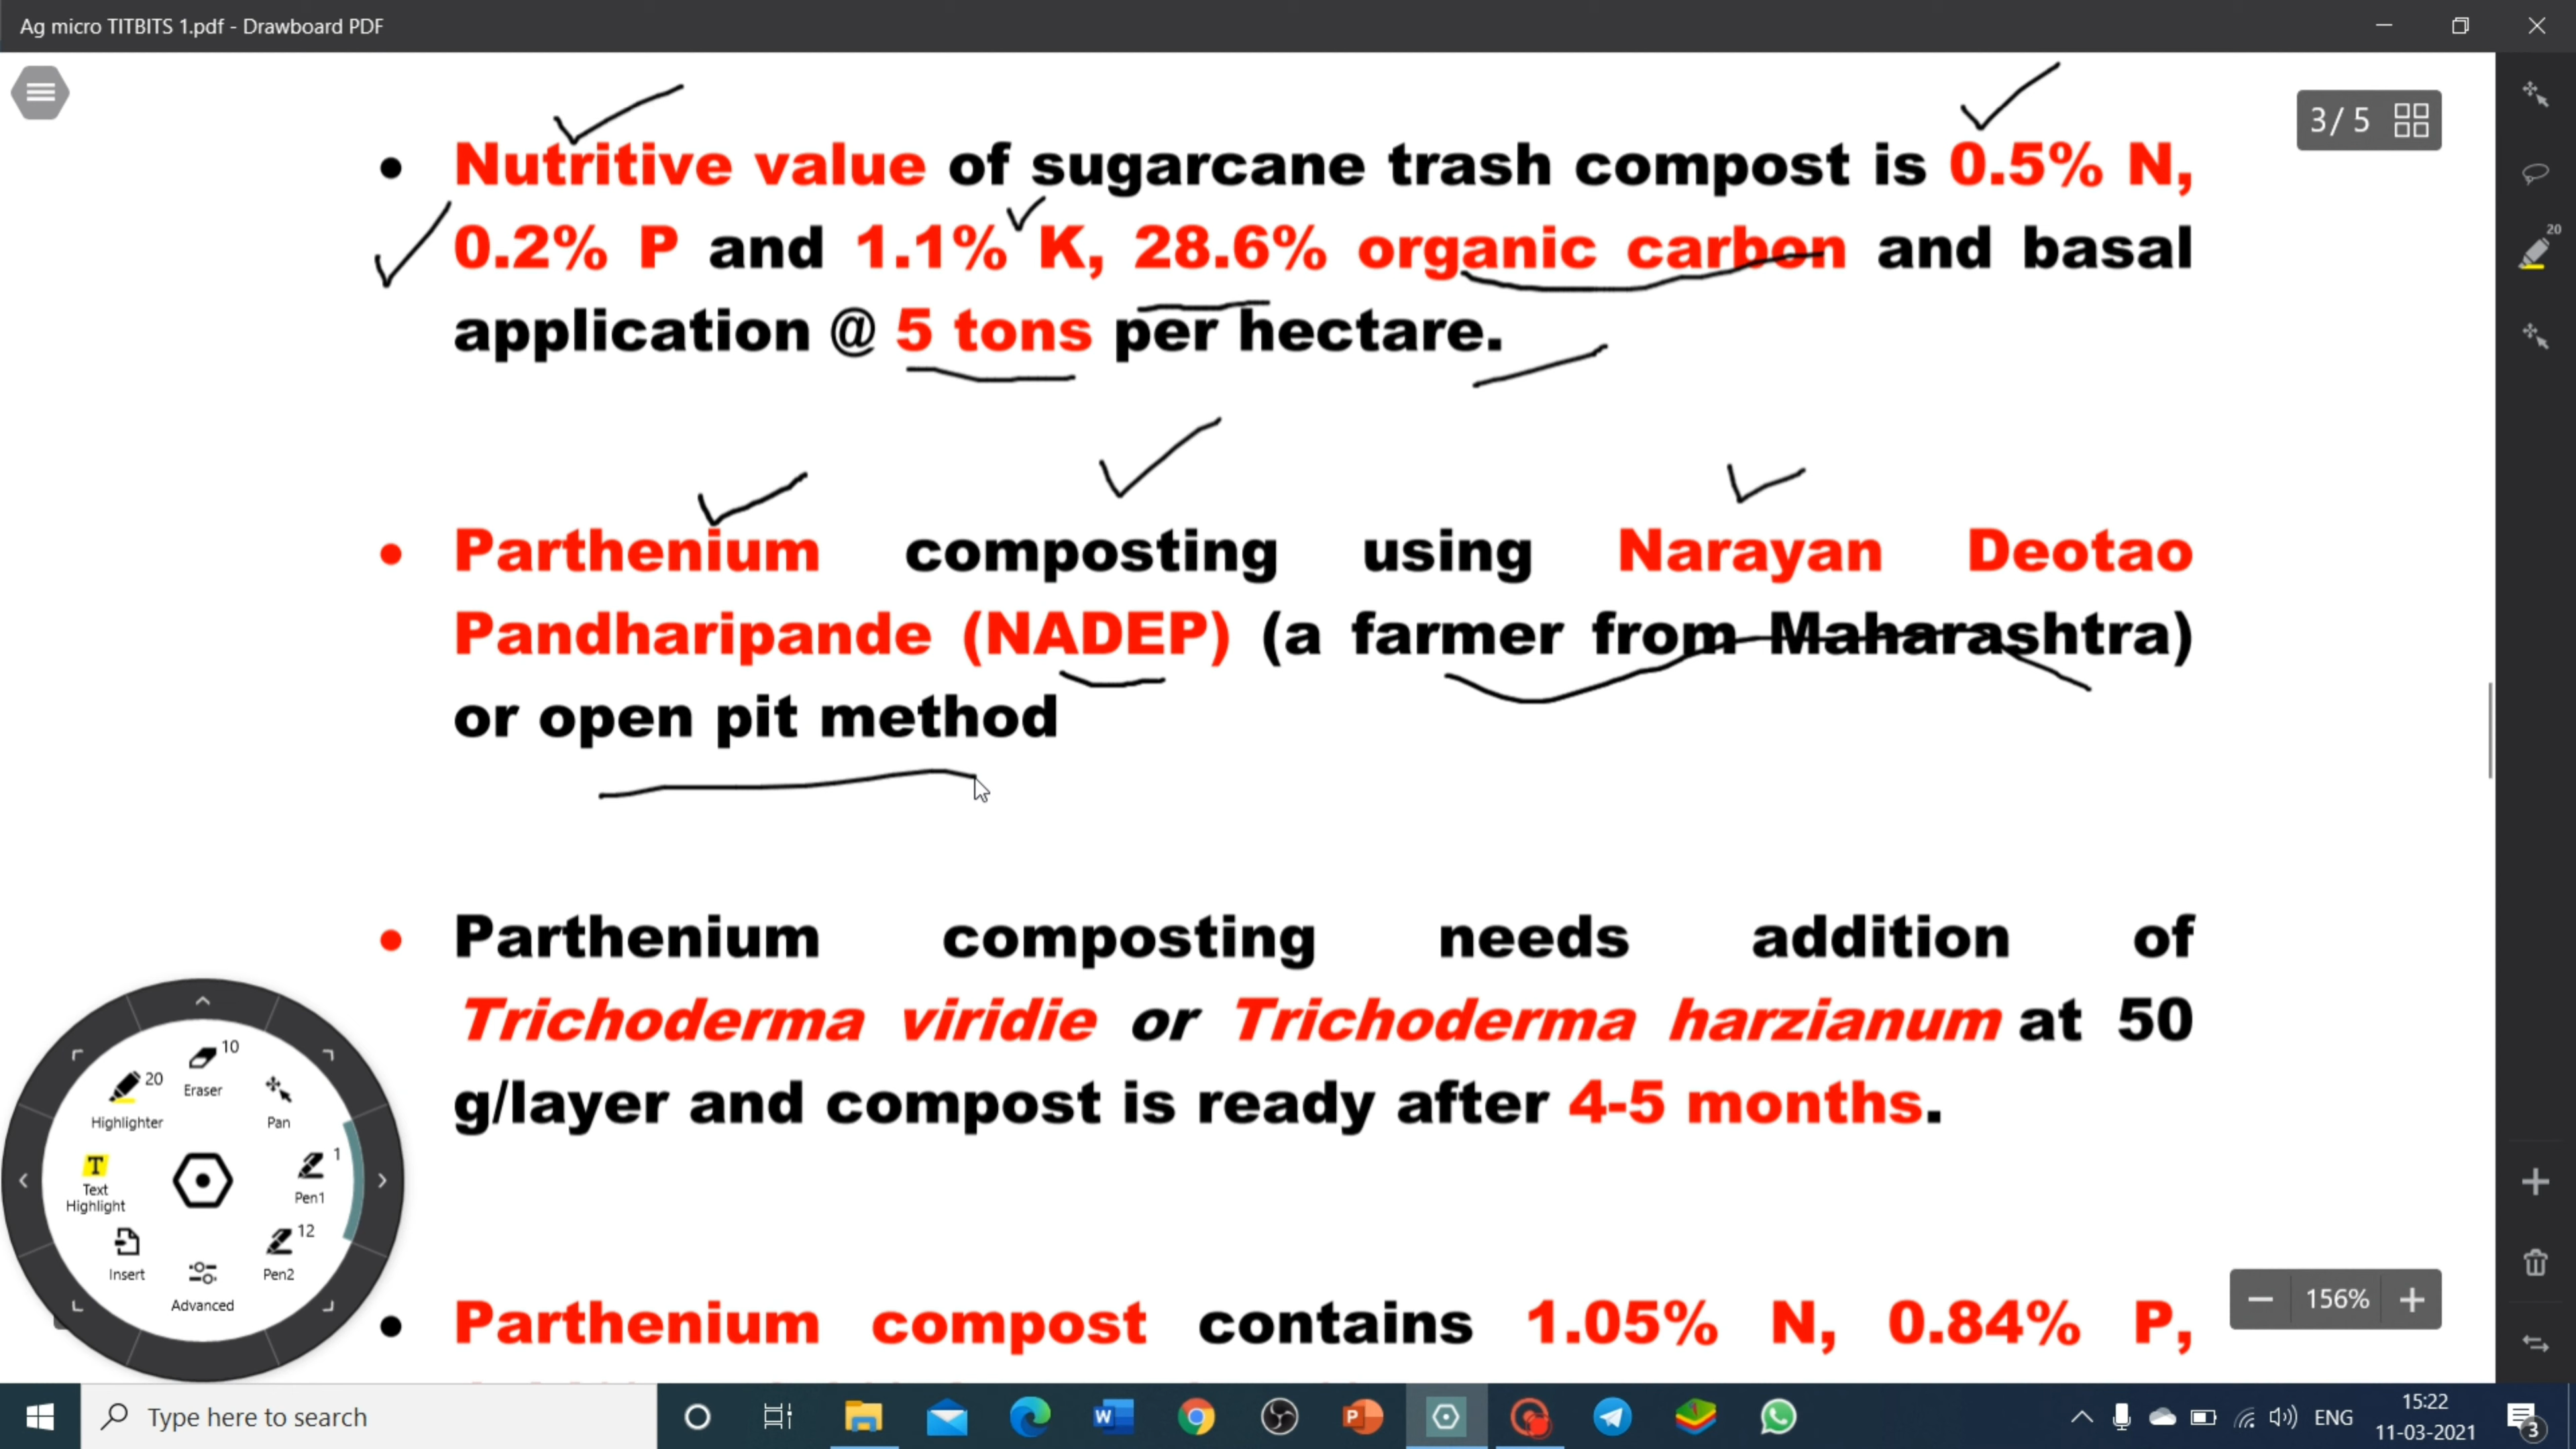 Ag micro TITBITS 1.pdf - Drawboard PDF
3 / 5
20
• Nutritive value of sugarcane trash compost is 0.5% N,
0.2% P and 1.1% K, 28.6% organic carbon and basal
application @ 5 tons per hectare.
• Parthenium composting using Narayan Deotao
Pandharipande (NADEP) (a farmer from Maharashtra)
or open pit method
• Parthenium composting needs addition of
Trichoderma viridie or Trichoderma harzianum at 50
g/layer and compost is ready after 4-5 months.
• Parthenium compost contains 1.05% N, 0.84% P,
10
Eraser
20
Highlighter
Pan
T
Text
Highlight
1
Pen1
Insert
12
Pen2
Advanced
156%
Type here to search
W
P
ENG
15:22
11-03-2021
3